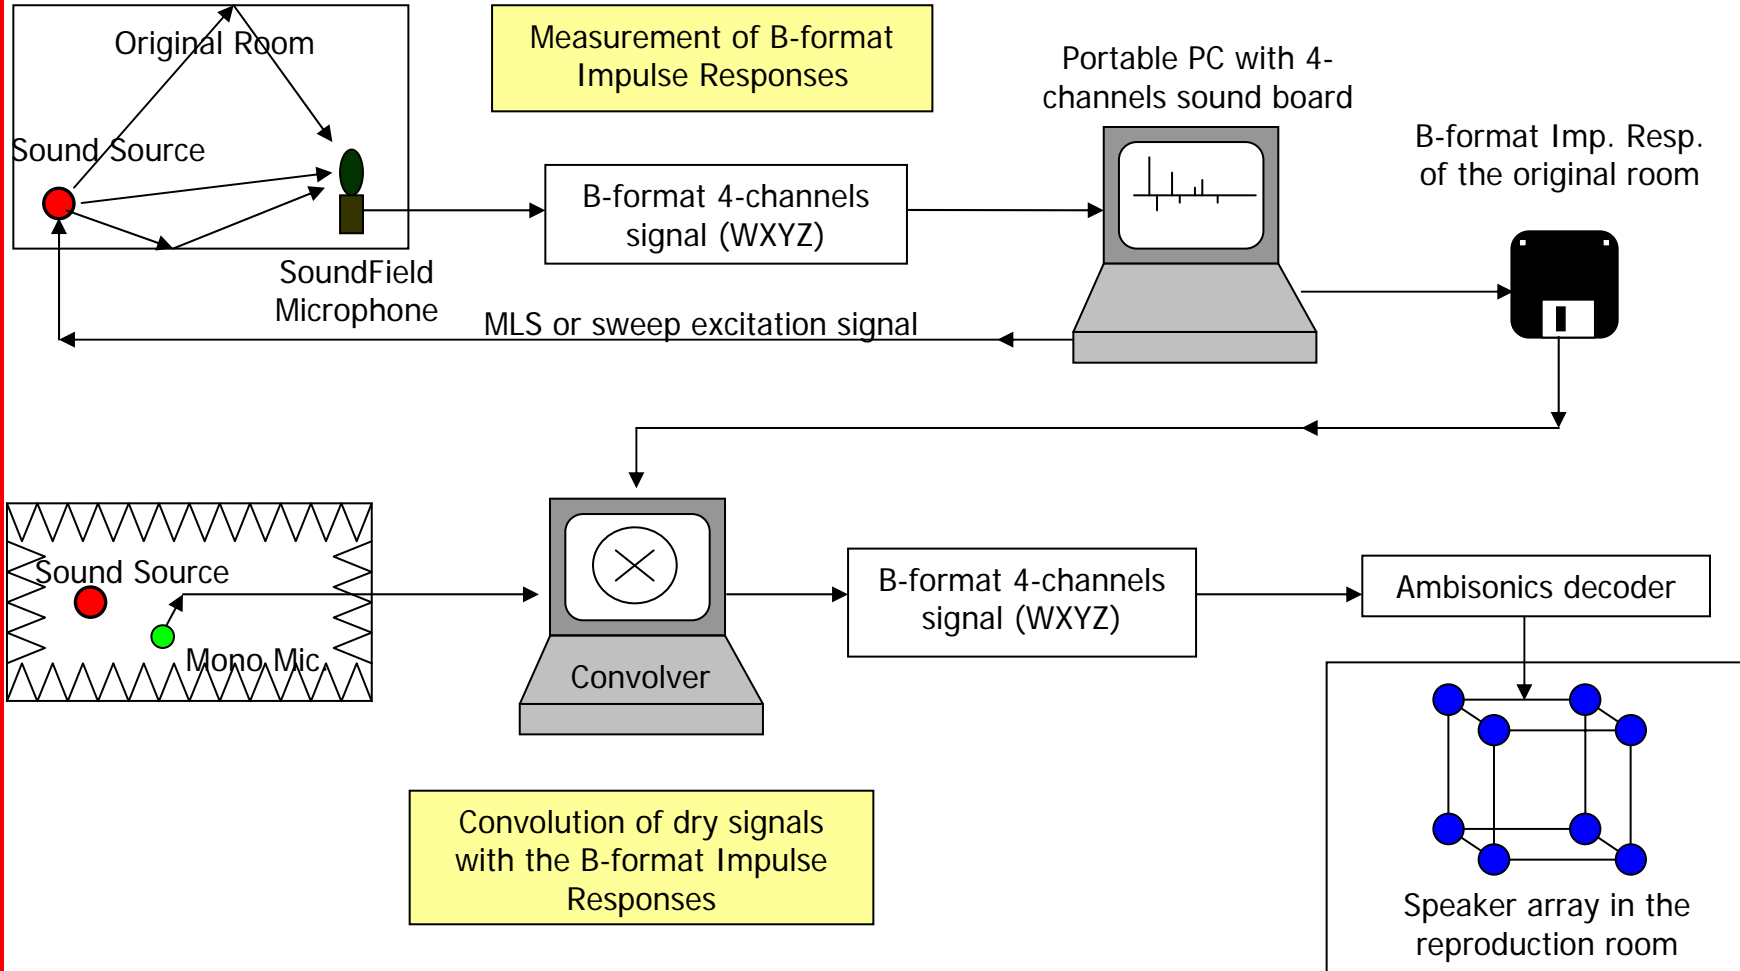 Original Room
Measurement of B-format
Impulse Responses
Portable PC with 4-
channels sound board
B-format Imp. Resp.
of the original room
Sound Source
B-format 4-channels
signal (WXYZ)
SoundField
Microphone
MLS or sweep excitation signal
Sound Source
Mono Mic.
Convolver
B-format 4-channels
signal (WXYZ)
Ambisonics decoder
Convolution of dry signals
with the B-format Impulse
Responses
Speaker array in the
reproduction room